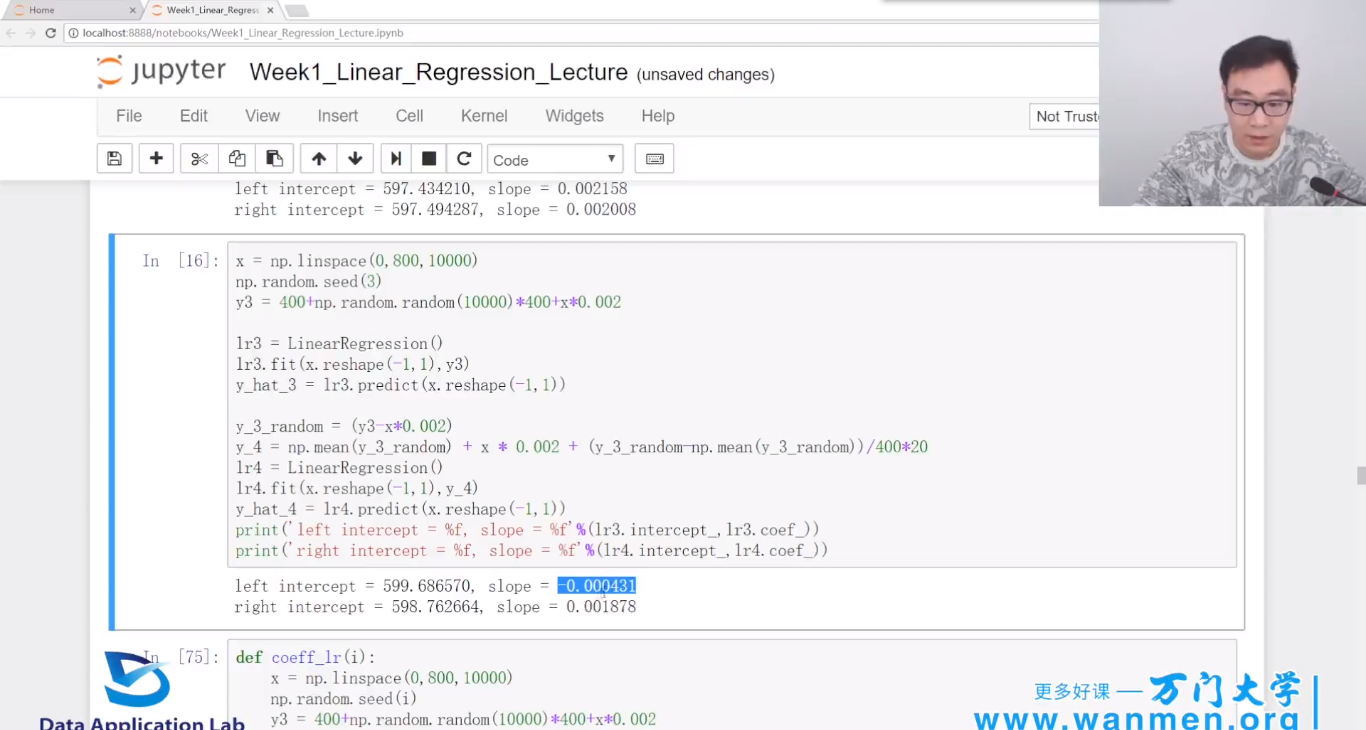 Home
Week1_Linear_Regress
localhost:8888/notebooks/Week1_Linear_Regression_Lecture.ipynb
jupyter Week1_Linear_Regression_Lecture (unsaved changes)
File Edit View Insert Cell Kernel Widgets Help Not Trust
Code
left intercept = 597.434210, slope = 0.002158
right intercept = 597.494287, slope = 0.002008
In [16]: x = np.linspace(0,800,10000)
np.random.seed(3)
y3 = 400+np.random.random(10000)*400+x*0.002
lr3 = LinearRegression()
lr3.fit(x.reshape(-1,1),y3)
y_hat_3 = lr3.predict(x.reshape(-1,1))
y_3_random = (y3-x*0.002)
y_4 = np.mean(y_3_random) + x * 0.002 + (y_3_random-np.mean(y_3_random))/400*20
lr4 = LinearRegression()
lr4.fit(x.reshape(-1,1),y_4)
y_hat_4 = lr4.predict(x.reshape(-1,1))
print('left intercept = %f, slope = %f'%(lr3.intercept_,lr3.coef_))
print('right intercept = %f, slope = %f'%(lr4.intercept_,lr4.coef_))
left intercept = 599.686570, slope = -0.000431
right intercept = 598.762664, slope = 0.001878
In [75]: def coeff_lr(i):
x = np.linspace(0,800,10000)
np.random.seed(i)
y3 = 400+np.random.random(10000)*400+x*0.002
Data Application Lab
更多好课 — 万门大学
www.wanmen.org